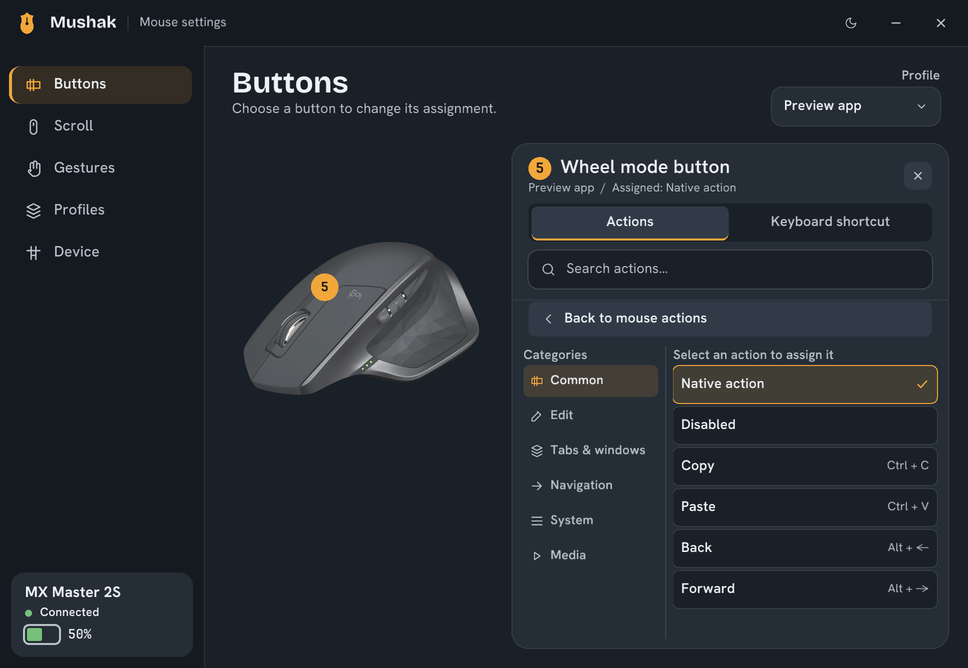 Mushak
Mouse settings
Buttons
Scroll
Gestures
Profiles
Device
MX Master 2S
Connected
50%
Buttons
Choose a button to change its assignment.
Profile
Preview app
5
logi
5 Wheel mode button
Preview app / Assigned: Native action
Actions
Keyboard shortcut
Search actions...
Back to mouse actions
Categories
Common
Edit
Tabs & windows
Navigation
System
Media
Select an action to assign it
Native action
Disabled
Copy Ctrl + C
Paste Ctrl + V
Back Alt + ←
Forward Alt + →